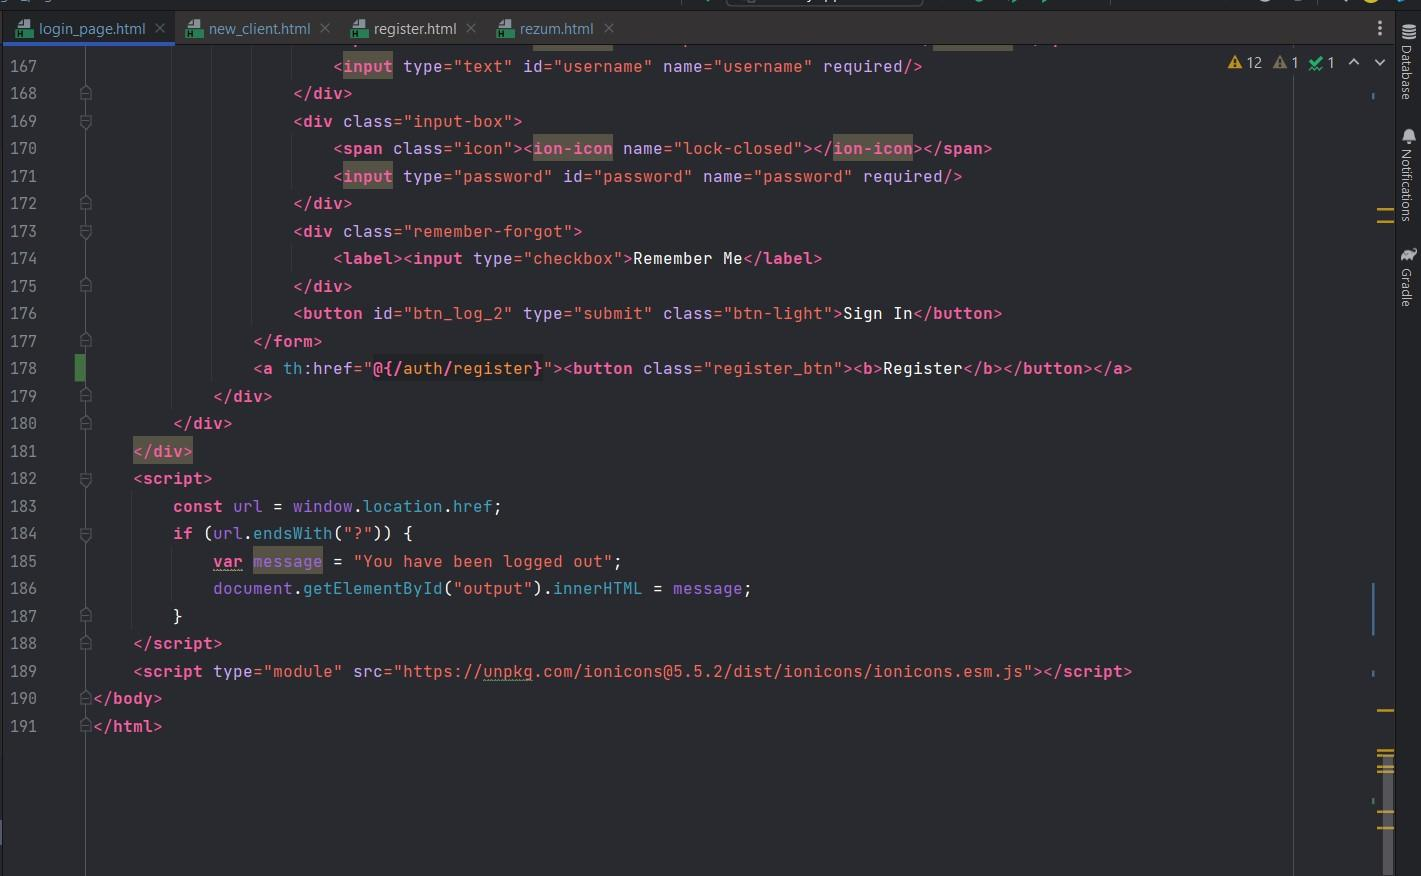 login_page.html new_client.html register.html rezum.html
167 <input type="text" id="username" name="username" required/>
12 1 1
168 </div>
169 <div class="input-box">
170 <span class="icon"><ion-icon name="lock-closed"></ion-icon></span>
171 <input type="password" id="password" name="password" required/>
172 </div>
173 <div class="remember-forgot">
174 <label><input type="checkbox">Remember Me</label>
175 </div>
176 <button id="btn_log_2" type="submit" class="btn-light">Sign In</button>
177 </form>
178 <a th:href="@{/auth/register}"><button class="register_btn"><b>Register</b></button></a>
179 </div>
180 </div>
181 </div>
182 <script>
183 const url = window.location.href;
184 if (url.endsWith("?")) {
185 var message = "You have been logged out";
186 document.getElementById("output").innerHTML = message;
187 }
188 </script>
189 <script type="module" src="https://unpkg.com/ionicons@5.5.2/dist/ionicons/ionicons.esm.js"></script>
190 </body>
191 </html>
Database
Notifications
Gradle